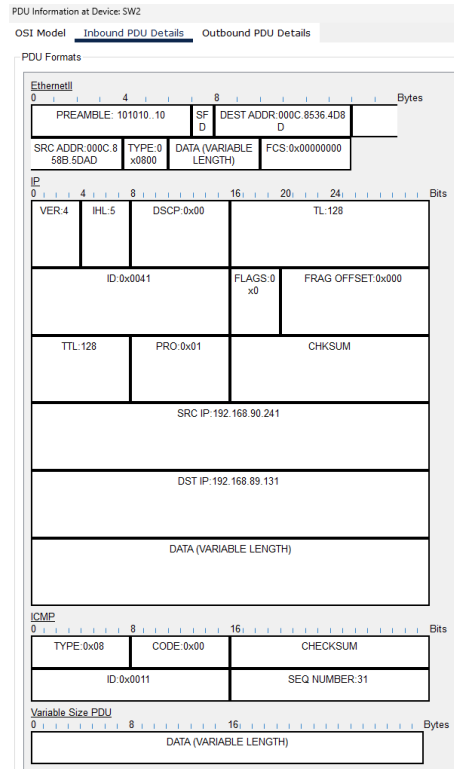 PDU Information at Device: SW2
OSI Model Inbound PDU Details Outbound PDU Details
PDU Formats
EthernetII
0 4 8 Bytes
PREAMBLE: 101010..10 SF DEST ADDR:000C.8536.4D8
D D
SRC ADDR:000C.8 TYPE:0 DATA (VARIABLE FCS:0x00000000
58B.5DAD x0800 LENGTH)
IP
0 4 8 16 20 24 Bits
VER:4 IHL:5 DSCP:0x00 TL:128
ID:0x0041 FLAGS:0 FRAG OFFSET:0x000
x0
TTL:128 PRO:0x01 CHKSUM
SRC IP:192.168.90.241
DST IP:192.168.89.131
DATA (VARIABLE LENGTH)
ICMP
0 8 16 Bits
TYPE:0x08 CODE:0x00 CHECKSUM
ID:0x0011 SEQ NUMBER:31
Variable Size PDU
0 8 16 Bytes
DATA (VARIABLE LENGTH)